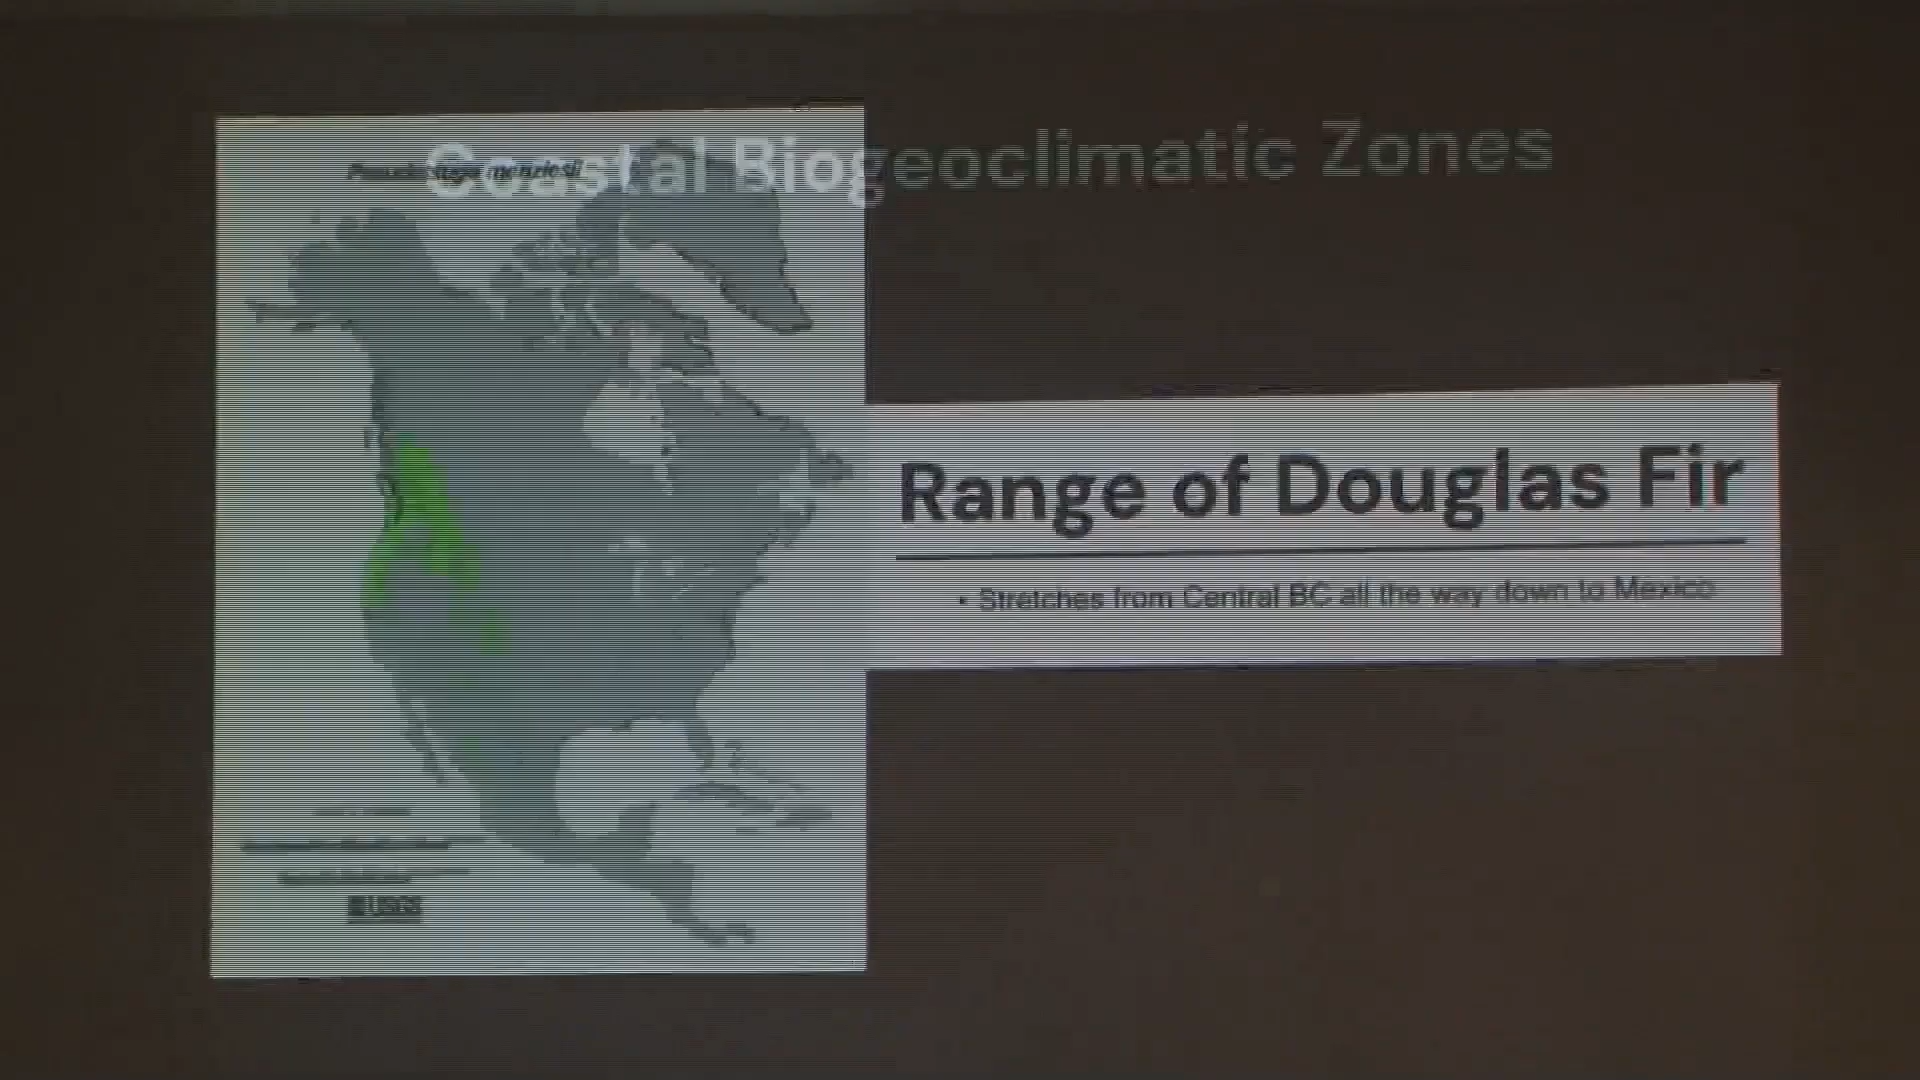 Coastal Biogeoclimatic Zones
Pseudotsuga menziesii
Range of Douglas Fir
• Stretches from Central BC all the way down to Mexico
USGS